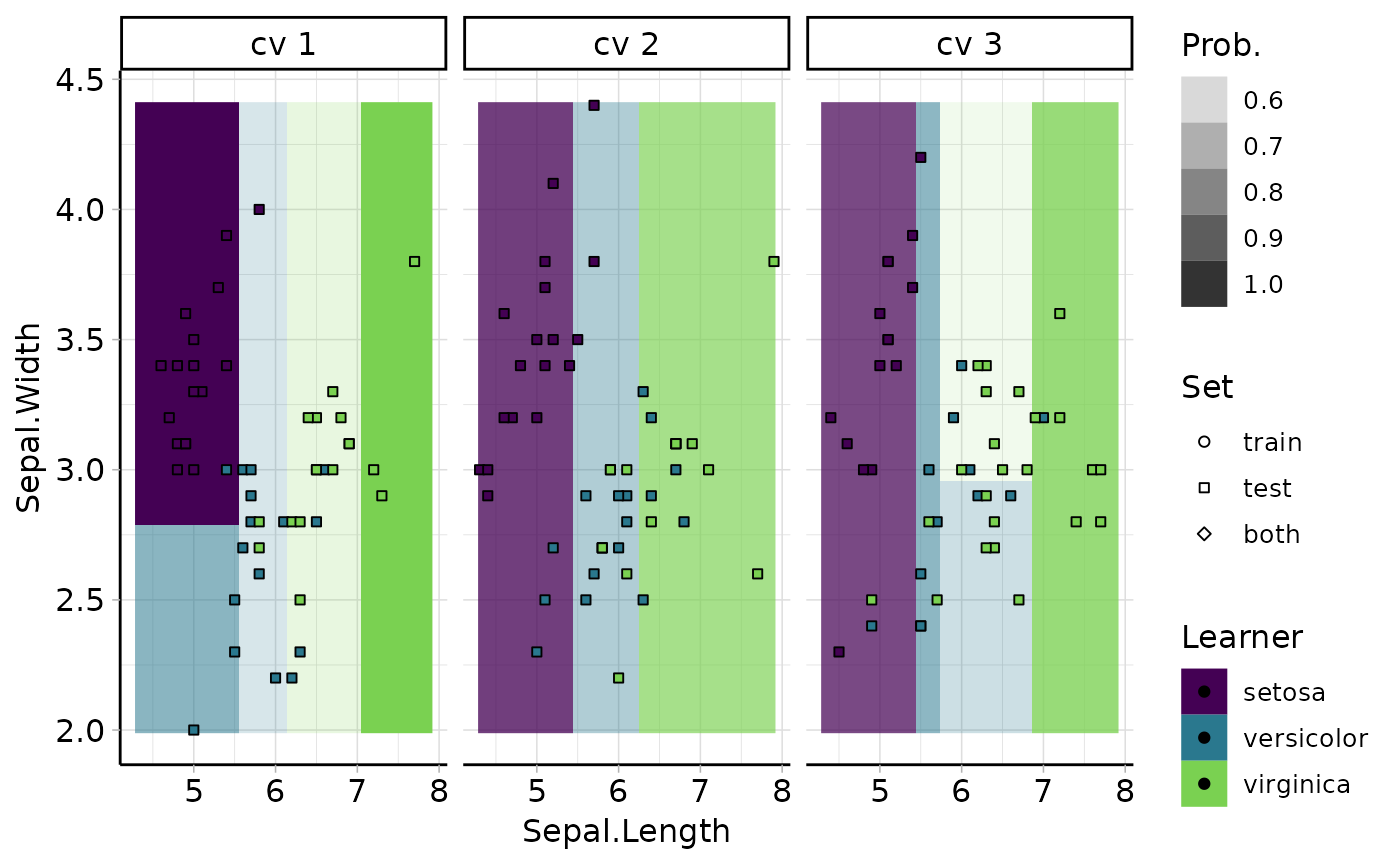 cv 1
cv 2
cv 3
4.5
4.0
3.5
3.0
2.5
2.0
Sepal.Width
5 6 7 8
5 6 7 8
5 6 7 8
Sepal.Length
Prob.
0.6
0.7
0.8
0.9
1.0
Set
train
test
both
Learner
setosa
versicolor
virginica